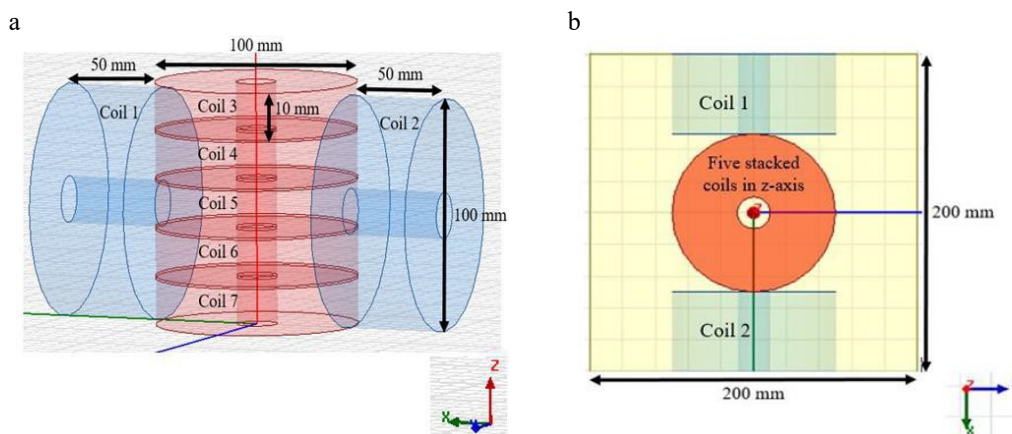 a
100 mm
50 mm
50 mm
Coil 1
Coil 3
10 mm
Coil 2
Coil 4
Coil 5
100 mm
Coil 6
Coil 7
Z
X
b
Coil 1
Five stacked
coils in z-axis
Z
200 mm
Coil 2
200 mm
Z
X